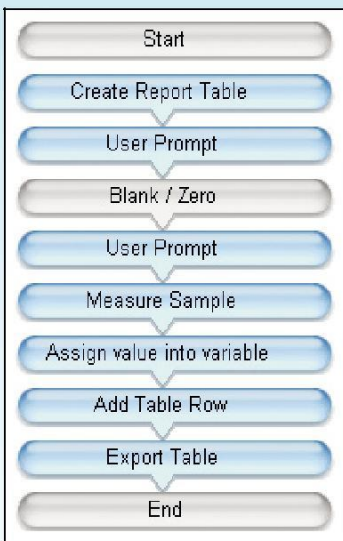 Start
Create Report Table
User Prompt
Blank / Zero
User Prompt
Measure Sample
Assign value into variable
Add Table Row
Export Table
End